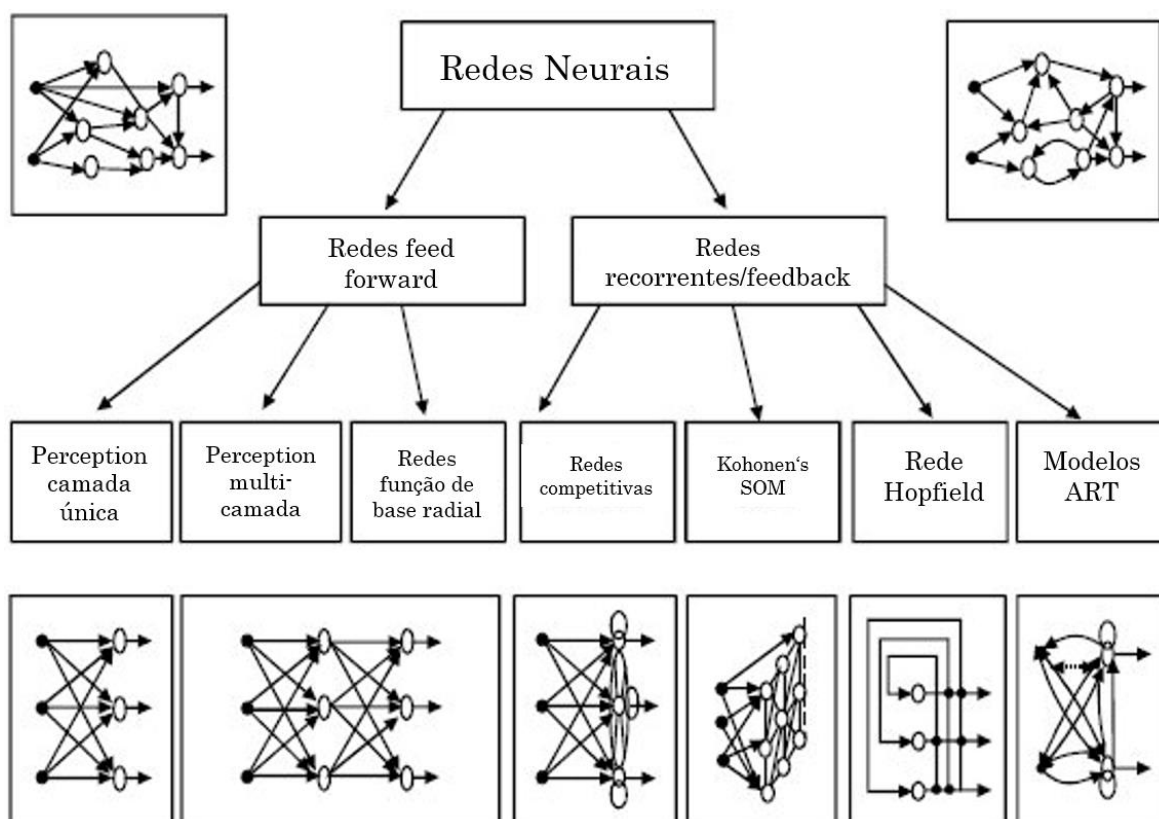 Redes Neurais
Redes feed
forward
Redes
recorrentes/feedback
Perception
camada
única
Perception
multi-
camada
Redes
função de
base radial
Redes
competitivas
Kohonen‘s
SOM
Rede
Hopfield
Modelos
ART